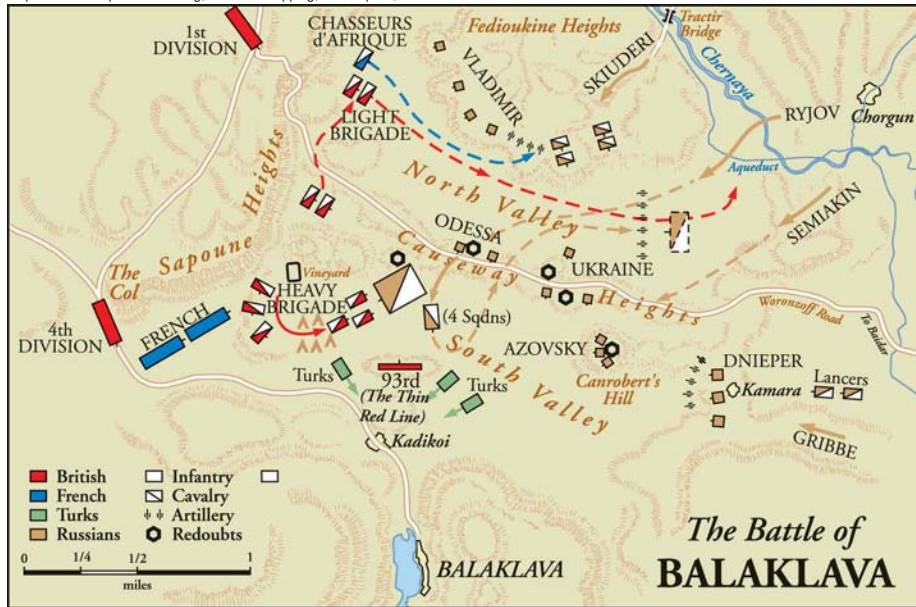 CHASSEURS
d'AFRIQUE
Fedioukine Heights
Tractir
Bridge
1st
DIVISION
VLADIMIR
SKIUDERI
Chernaya
LIGHT
BRIGADE
RYJOV
Chorgun
Aqueduct
North Valley
Sapoune Heights
SEMIAKIN
ODESSA
Causeway Heights
UKRAINE
The
Col
Vineyard
HEAVY
BRIGADE
4th
DIVISION
FRENCH
(4 Sqdns)
Woronzoff Road
To Baidar
South Valley
AZOVSKY
Canrobert's
Hill
DNIEPER
Kamara
Lancers
Turks
93rd
(The Thin
Red Line)
Turks
Kadikoi
GRIBBE
British
French
Turks
Russians
Infantry
Cavalry
Artillery
Redoubts
0 1/4 1/2 1
miles
BALAKLAVA
The Battle of
BALAKLAVA